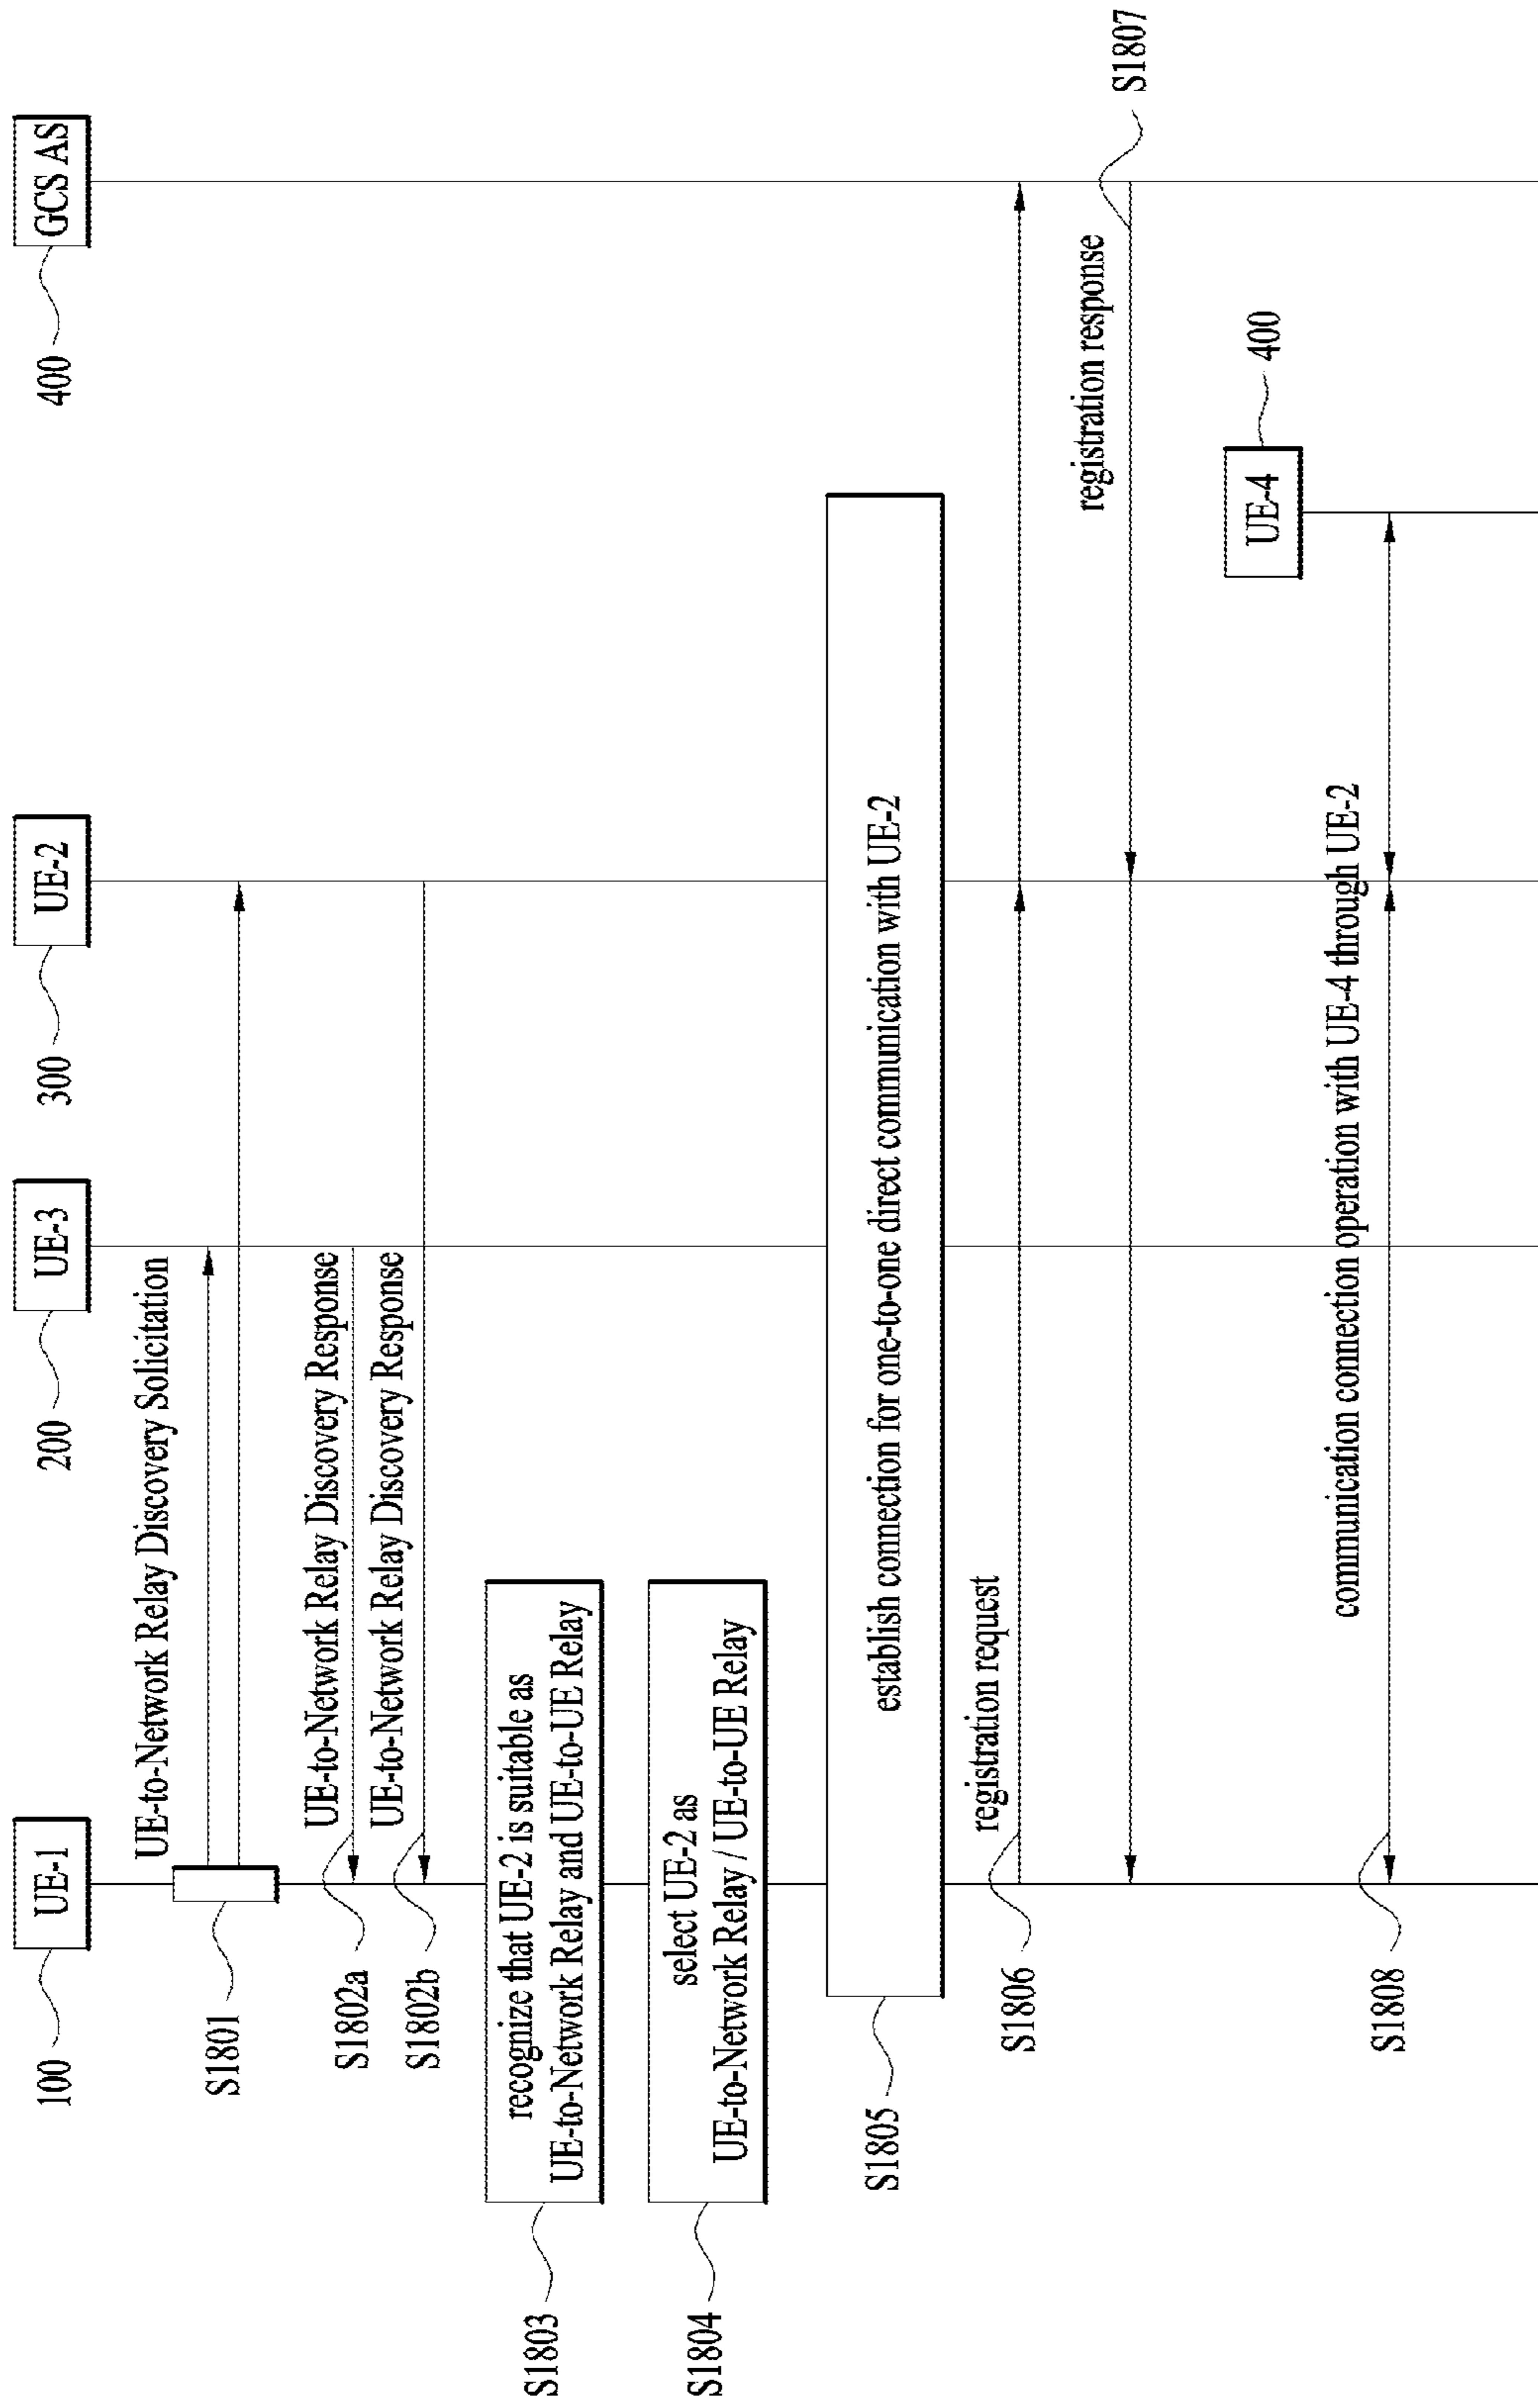 UE-1
UE-3
UE-2
GCS AS
100
200
300
400
UE-to-Network Relay Discovery Solicitation
S1801
UE-to-Network Relay Discovery Response
S1802a
UE-to-Network Relay Discovery Response
S1802b
recognize that UE-2 is suitable as
UE-to-Network Relay and UE-to-UE Relay
S1803
select UE-2 as
UE-to-Network Relay / UE-to-UE Relay
S1804
establish connection for one-to-one direct communication with UE-2
S1805
registration request
S1806
registration response
S1807
UE-4
400
communication connection operation with UE-4 through UE-2
S1808